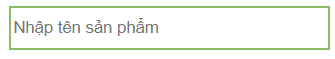 Nhập tên sản phẩm